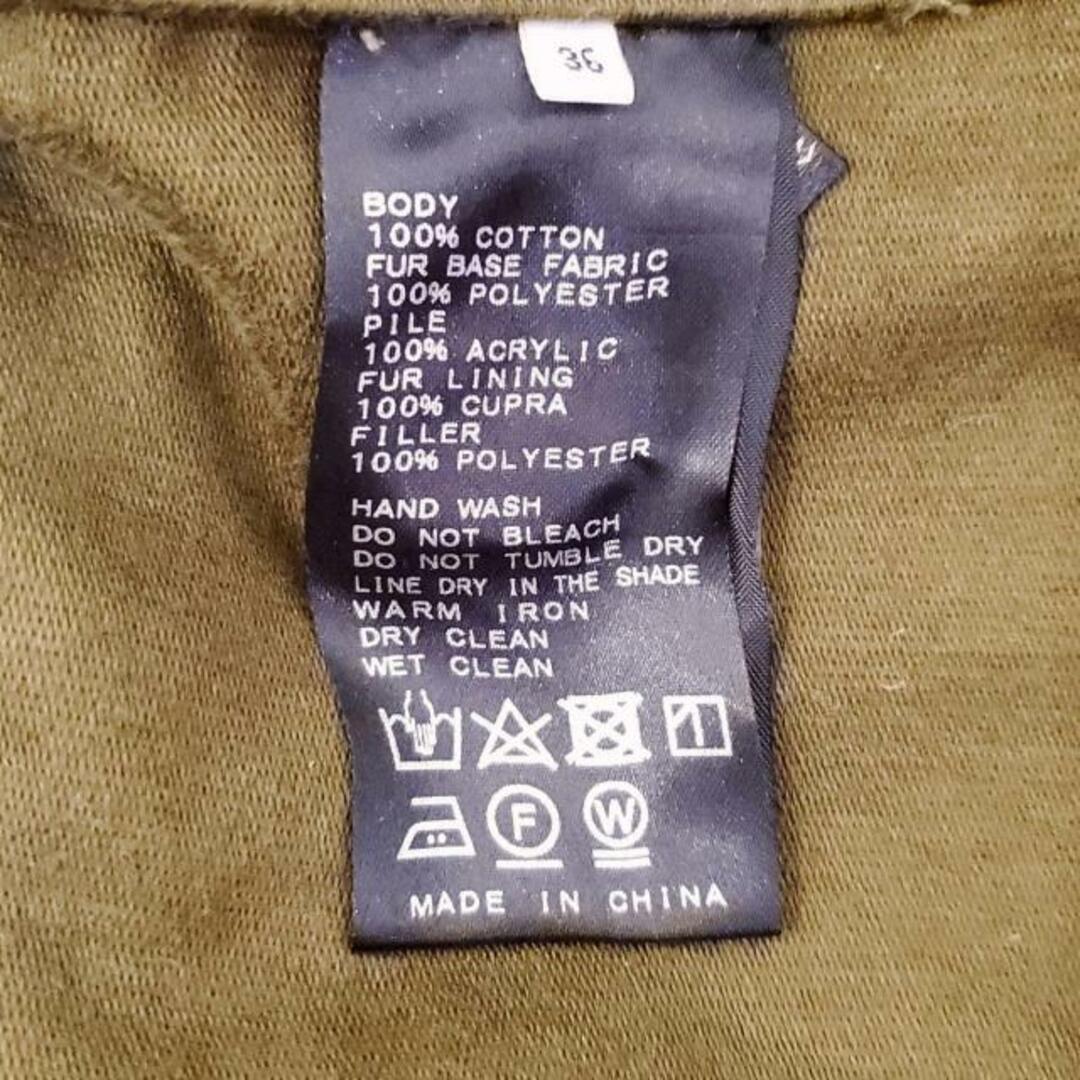 36
BODY
100% COTTON
FUR BASE FABRIC
100% POLYESTER
PILE
100% ACRYLIC
FUR LINING
100% CUPRA
FILLER
100% POLYESTER
HAND WASH
DO NOT BLEACH
DO NOT TUMBLE DRY
LINE DRY IN THE SHADE
WARM IRON
DRY CLEAN
WET CLEAN
F W
MADE IN CHINA